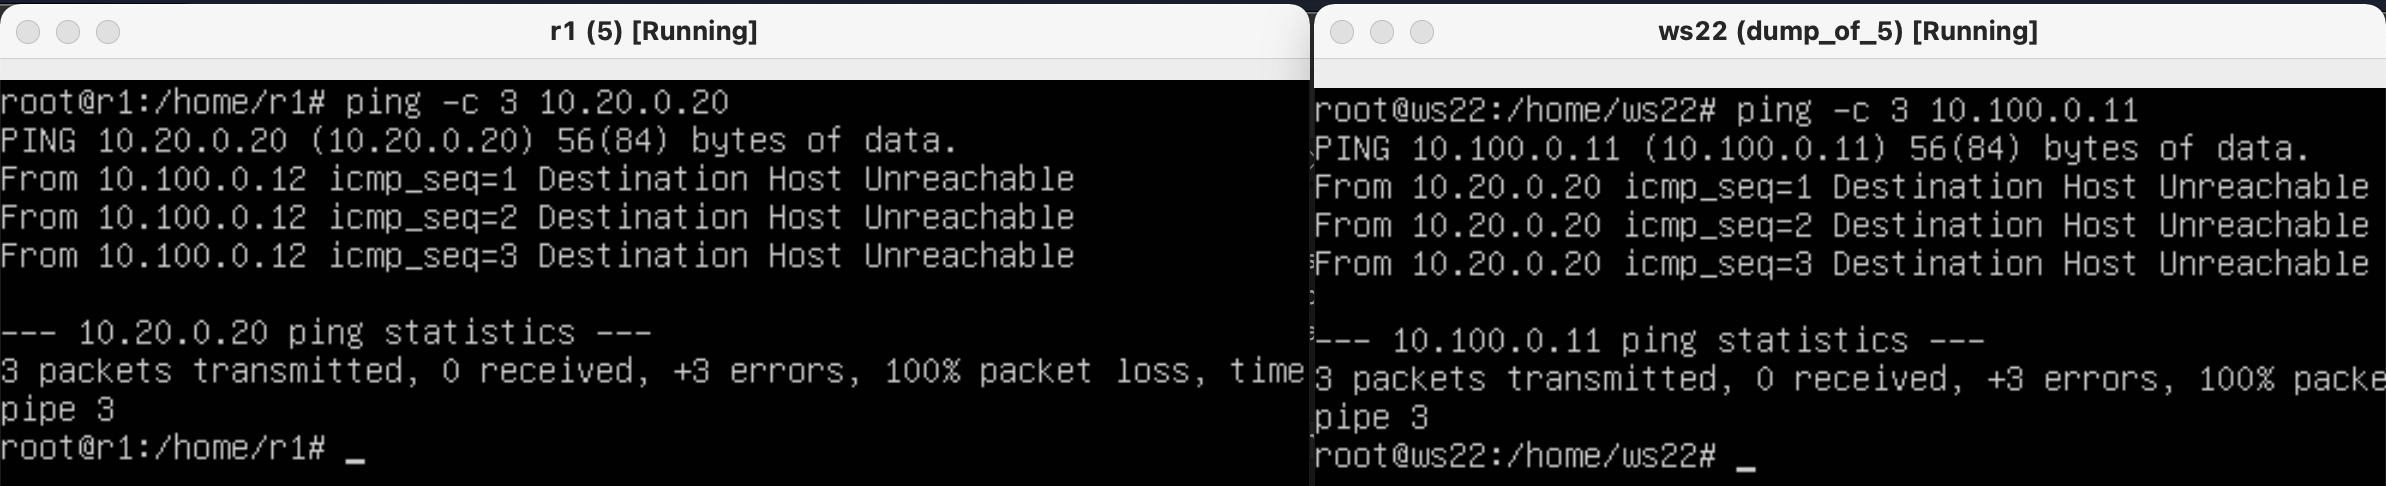 r1 (5) [Running]
root@r1:/home/r1# ping -c 3 10.20.0.20
PING 10.20.0.20 (10.20.0.20) 56(84) bytes of data.
From 10.100.0.12 icmp_seq=1 Destination Host Unreachable
From 10.100.0.12 icmp_seq=2 Destination Host Unreachable
From 10.100.0.12 icmp_seq=3 Destination Host Unreachable
--- 10.20.0.20 ping statistics ---
3 packets transmitted, 0 received, +3 errors, 100% packet loss, time
pipe 3
root@r1:/home/r1# _
ws22 (dump_of_5) [Running]
root@ws22:/home/ws22# ping -c 3 10.100.0.11
PING 10.100.0.11 (10.100.0.11) 56(84) bytes of data.
From 10.20.0.20 icmp_seq=1 Destination Host Unreachable
From 10.20.0.20 icmp_seq=2 Destination Host Unreachable
From 10.20.0.20 icmp_seq=3 Destination Host Unreachable
--- 10.100.0.11 ping statistics ---
3 packets transmitted, 0 received, +3 errors, 100% packe
pipe 3
root@ws22:/home/ws22# _